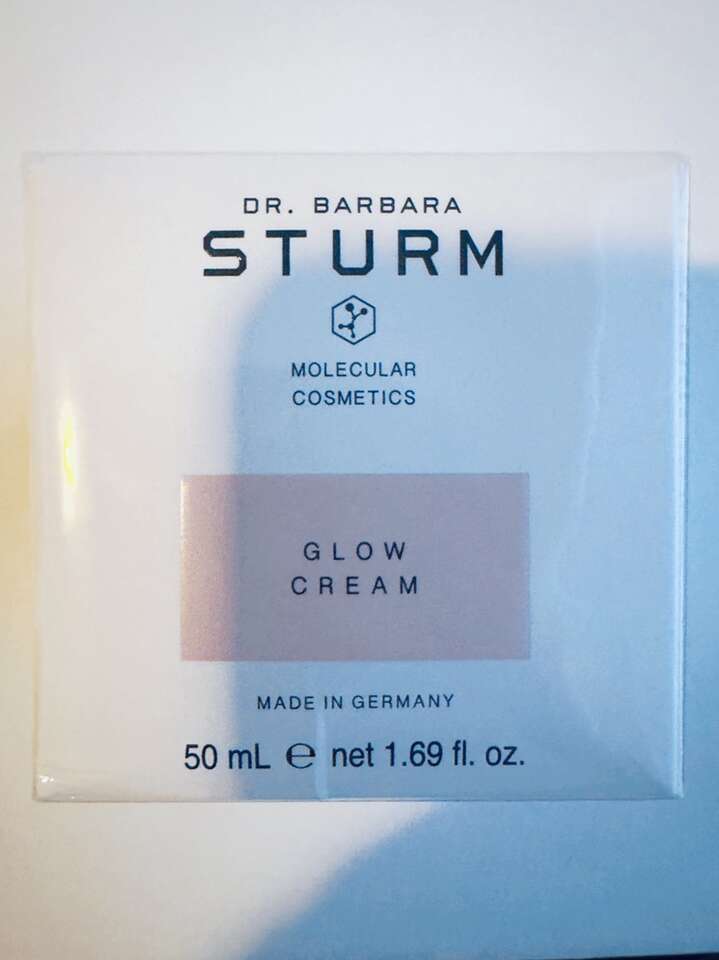 DR. BARBARA
STURM
MOLECULAR
COSMETICS
GLOW
CREAM
MADE IN GERMANY
50 mL ℮ net 1.69 fl. oz.